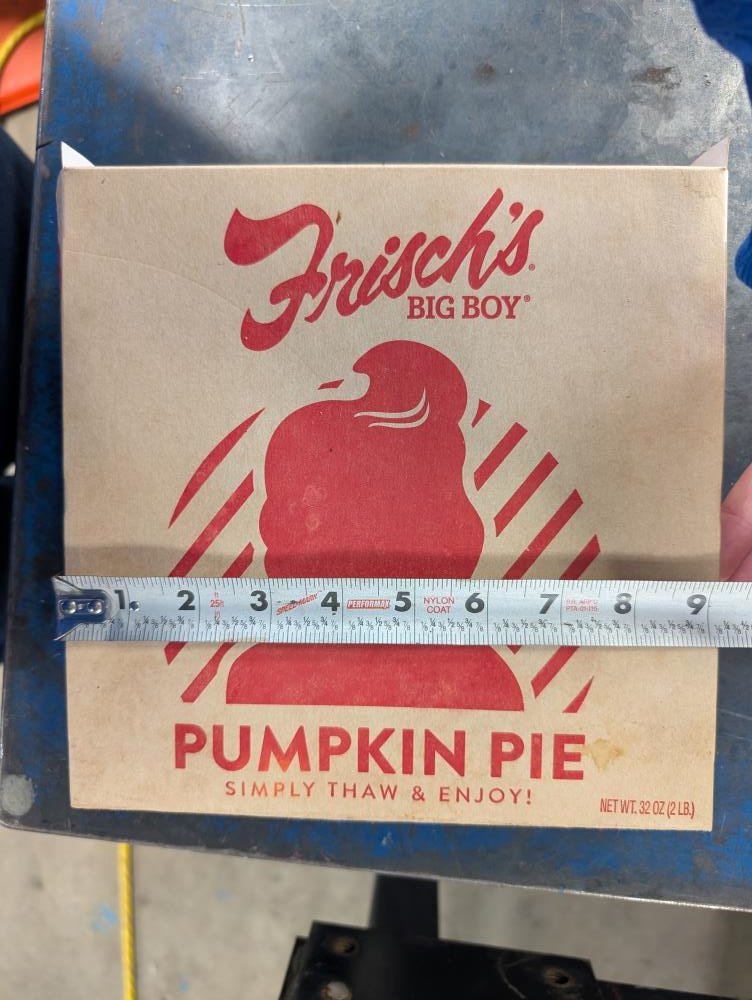 Frisch's®
BIG BOY®
1 2 3 4 5 6 7 8 9
25ft
PERFORMAX
NYLON
COAT
PUMPKIN PIE
SIMPLY THAW & ENJOY!
NET WT. 32 OZ (2 LB.)